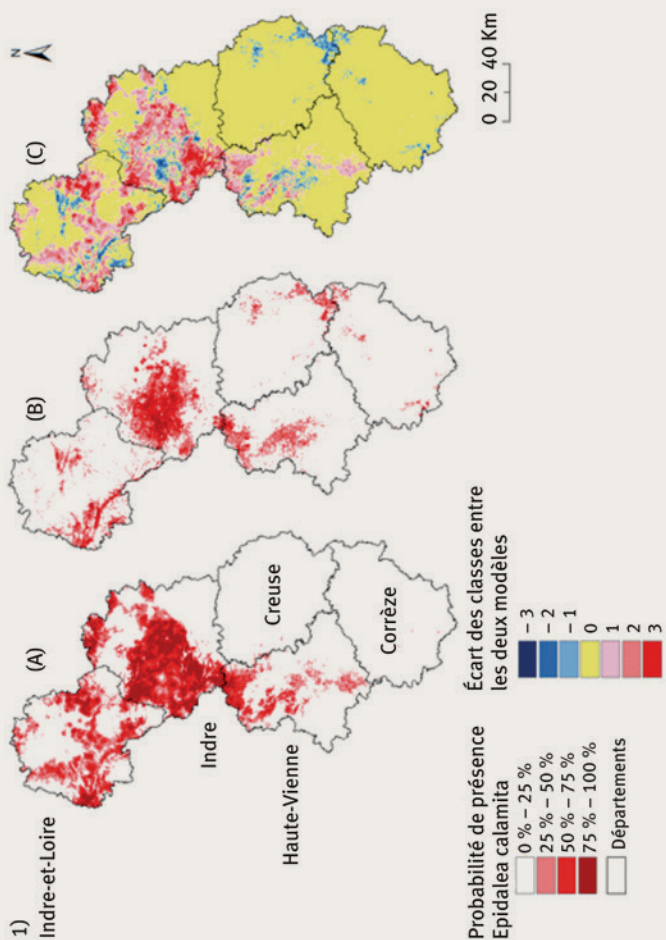 1)
Indre-et-Loire
(A)
(B)
(C)
N
Indre
Creuse
Haute-Vienne
Corrèze
0 20 40 Km
Probabilité de présence
Epidalea calamita
0 % – 25 %
25 % – 50 %
50 % – 75 %
75 % – 100 %
Départements
Écart des classes entre
les deux modèles
– 3
– 2
– 1
0
1
2
3